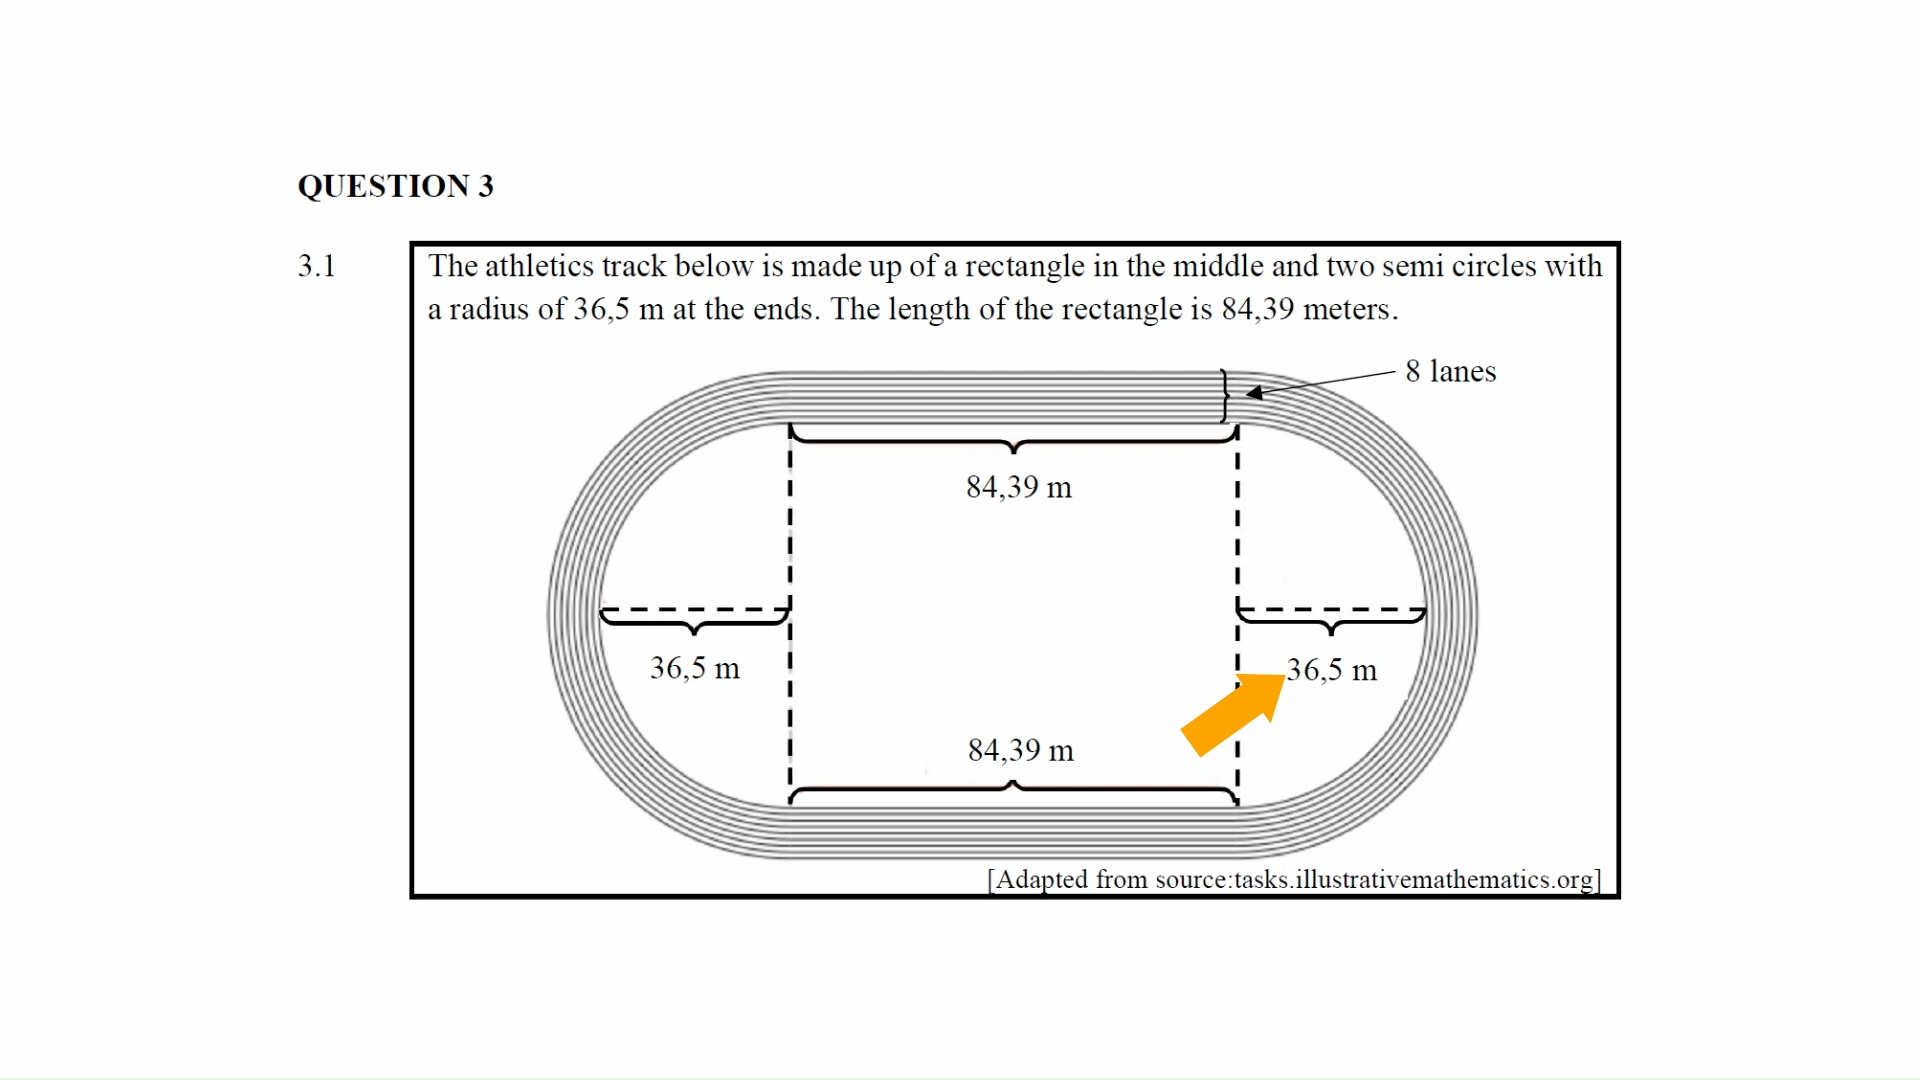 QUESTION 3
3.1
The athletics track below is made up of a rectangle in the middle and two semi circles with
a radius of 36,5 m at the ends. The length of the rectangle is 84,39 meters.
8 lanes
84,39 m
36,5 m
36,5 m
84,39 m
[Adapted from source:tasks.illustrativemathematics.org]